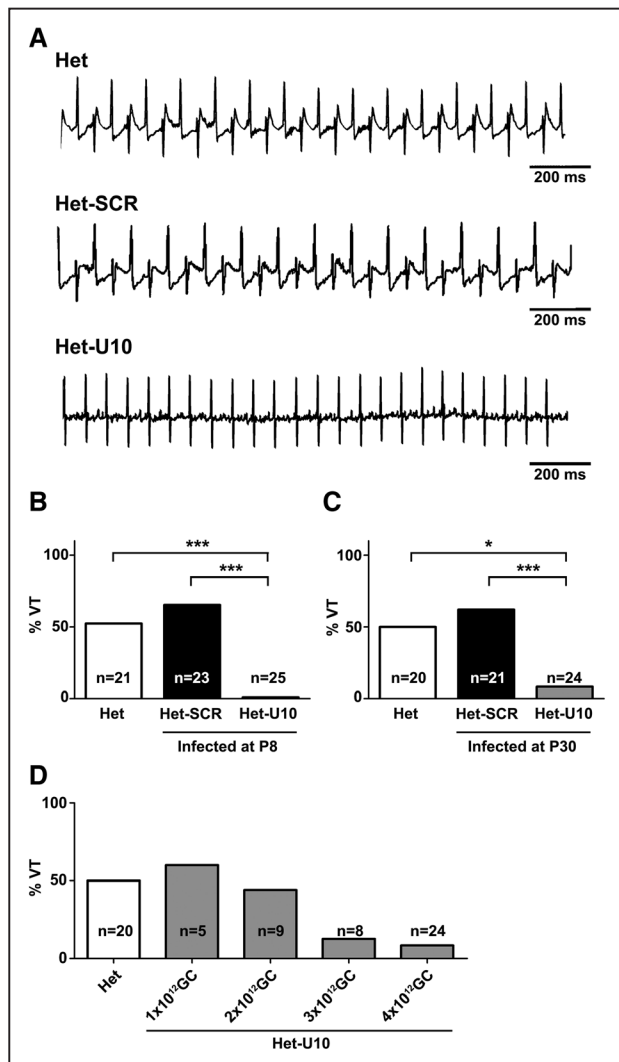 A
Het
200 ms
Het-SCR
200 ms
Het-U10
200 ms
B
***
***
100
50
0
% VT
n=21
n=23
n=25
Het
Het-SCR
Het-U10
Infected at P8
C
*
***
100
50
0
% VT
n=20
n=21
n=24
Het
Het-SCR
Het-U10
Infected at P30
D
100
50
0
% VT
n=20
n=5
n=9
n=8
n=24
Het
1x10¹²GC
2x10¹²GC
3x10¹²GC
4x10¹²GC
Het-U10